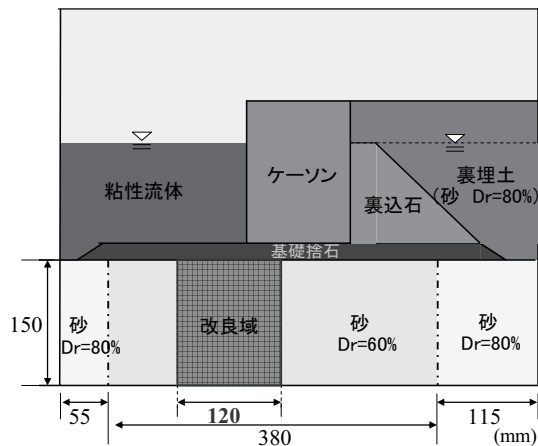 粘性流体
ケーソン
裏込石
裏埋土
(砂 Dr=80%)
基礎捨石
150
砂
Dr=80%
改良域
砂
Dr=60%
砂
Dr=80%
55
120
115
380
(mm)